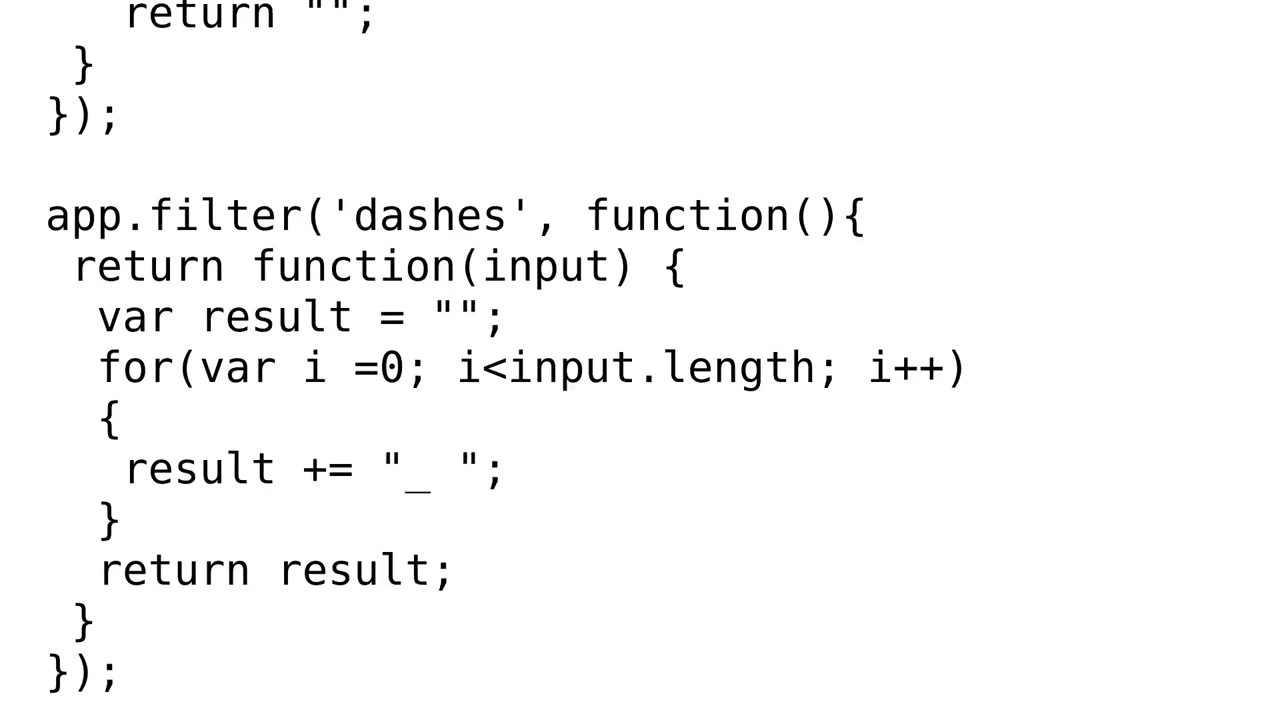 return "";
}
});
app.filter('dashes', function(){
return function(input) {
var result = "";
for(var i =0; i<input.length; i++)
{
result += "_ ";
}
return result;
}
});